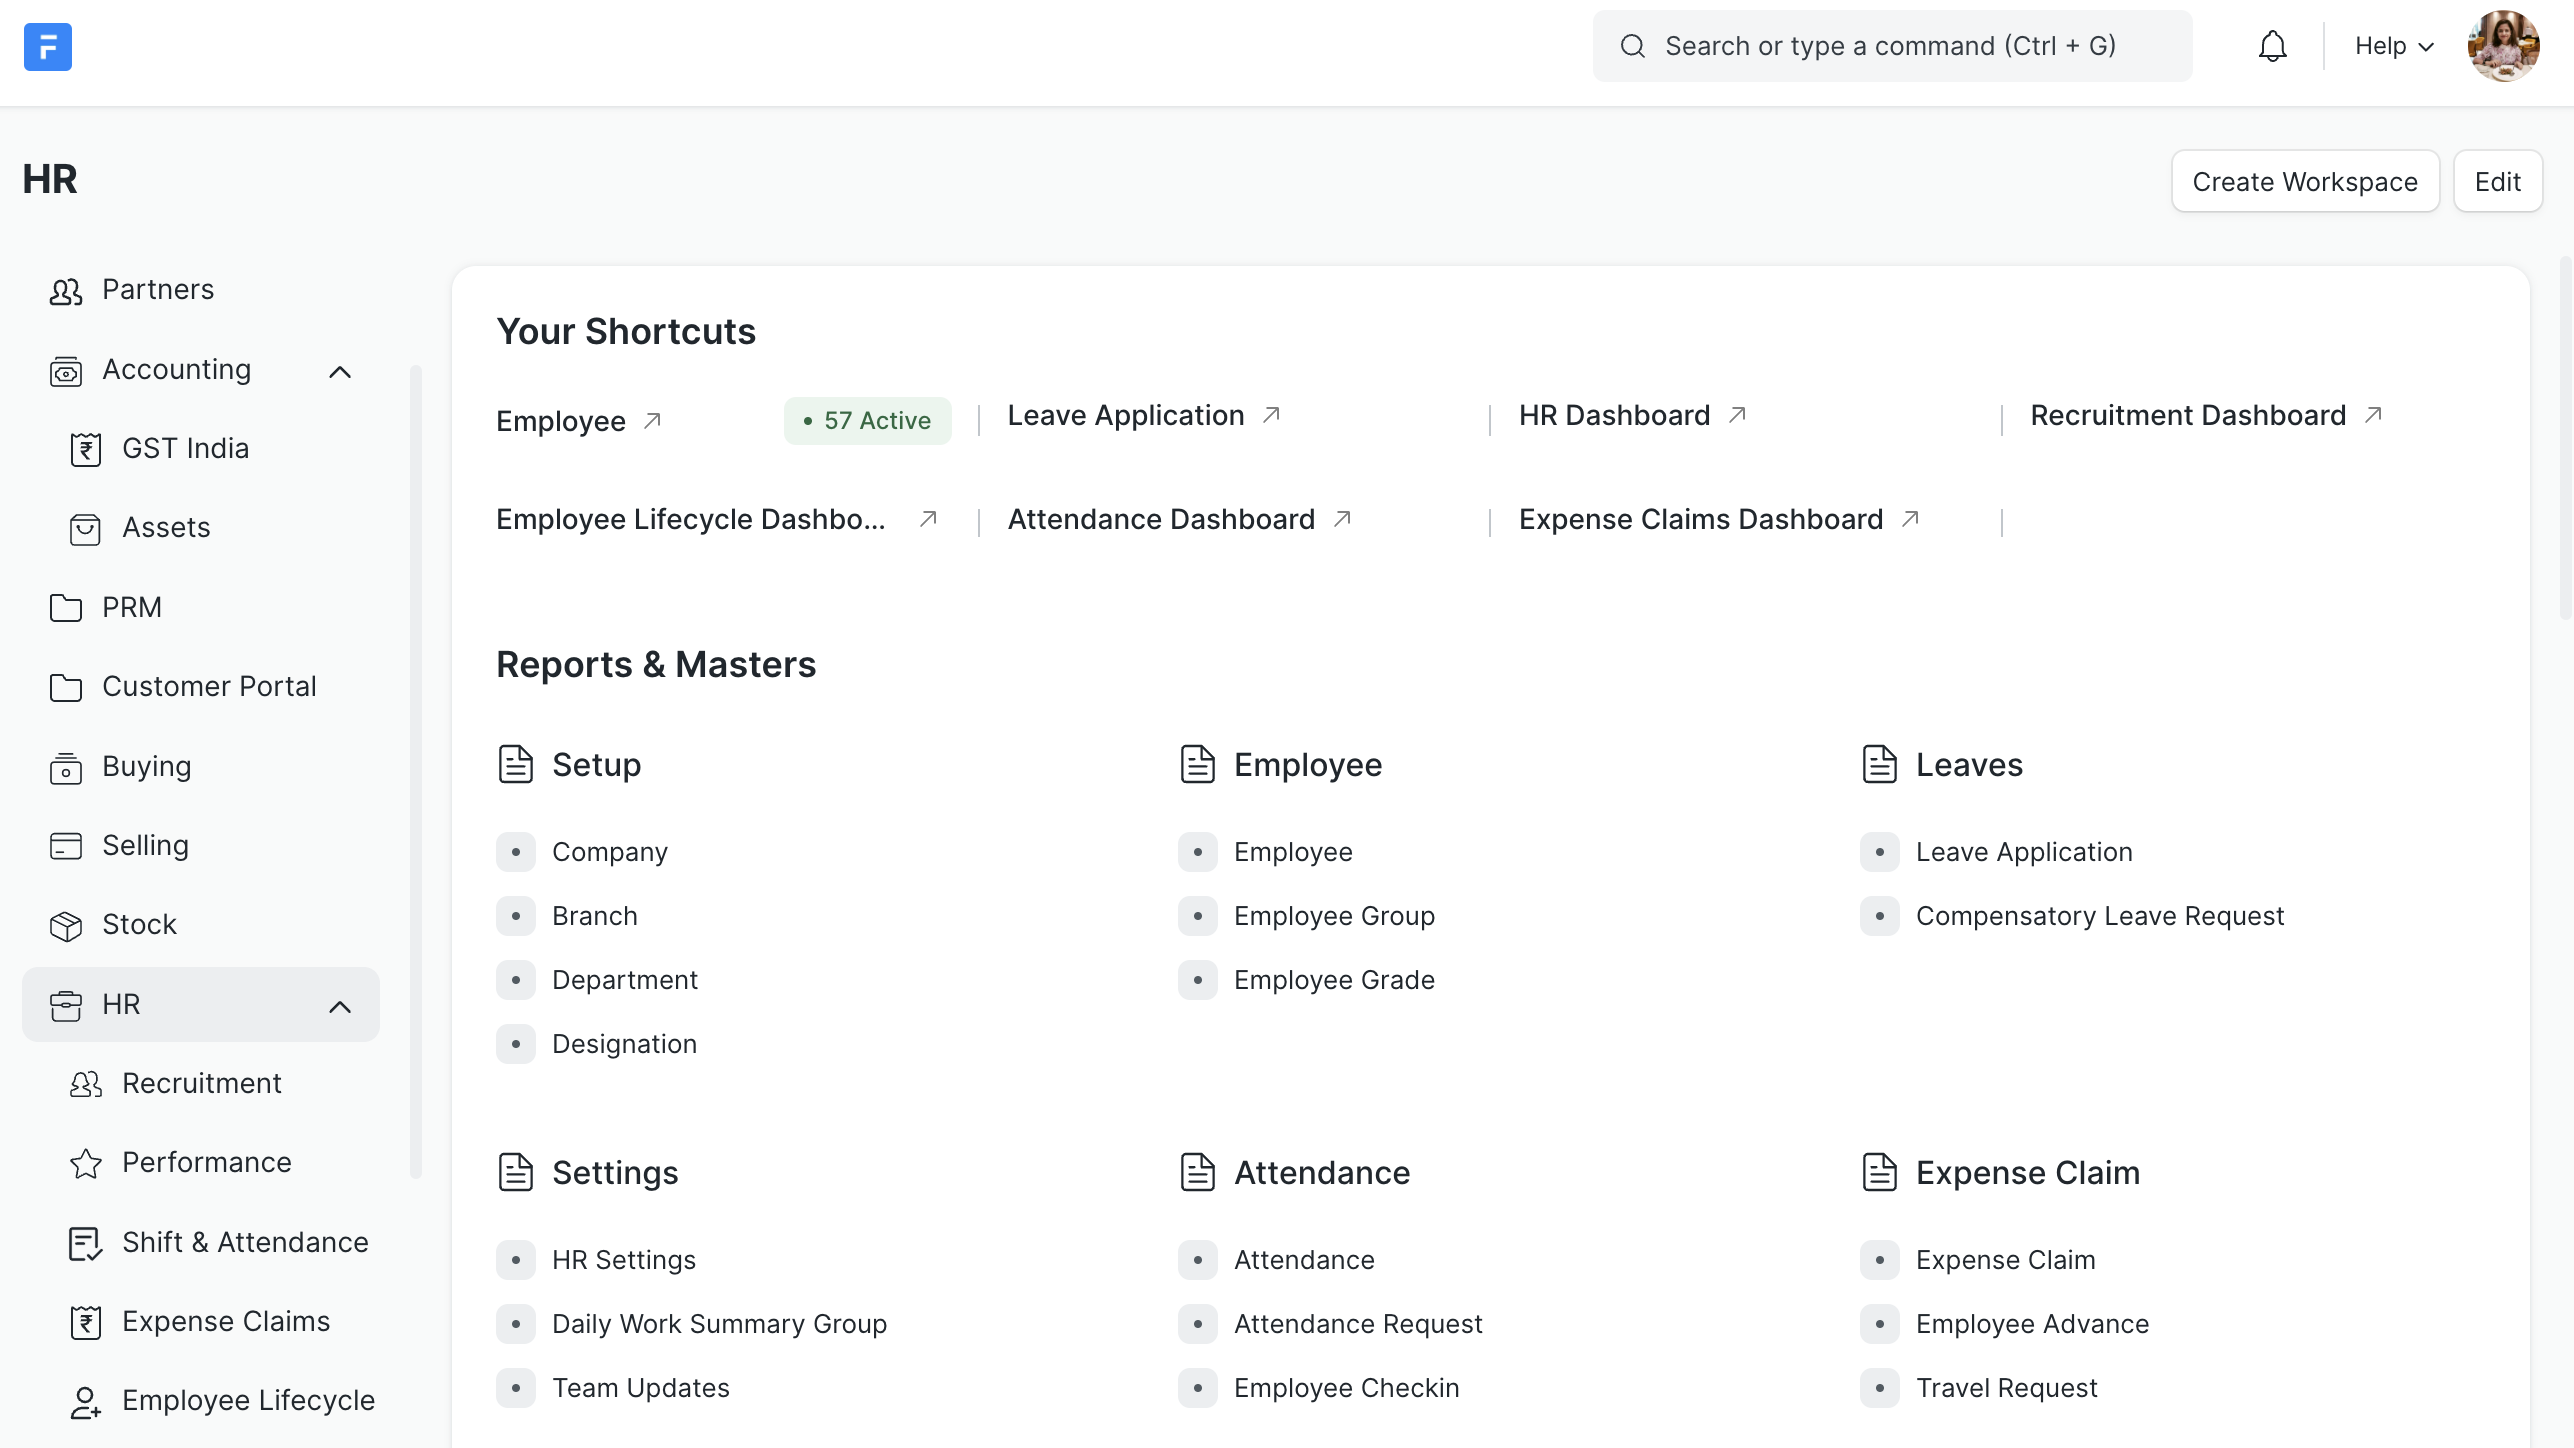 F
Search or type a command (Ctrl + G)
Help
HR
Create Workspace
Edit
Partners
Accounting
GST India
Assets
PRM
Customer Portal
Buying
Selling
Stock
HR
Recruitment
Performance
Shift & Attendance
Expense Claims
Employee Lifecycle
Your Shortcuts
Employee
57 Active
Leave Application
HR Dashboard
Recruitment Dashboard
Employee Lifecycle Dashbo...
Attendance Dashboard
Expense Claims Dashboard
Reports & Masters
Setup
Company
Branch
Department
Designation
Employee
Employee
Employee Group
Employee Grade
Leaves
Leave Application
Compensatory Leave Request
Settings
HR Settings
Daily Work Summary Group
Team Updates
Attendance
Attendance
Attendance Request
Employee Checkin
Expense Claim
Expense Claim
Employee Advance
Travel Request